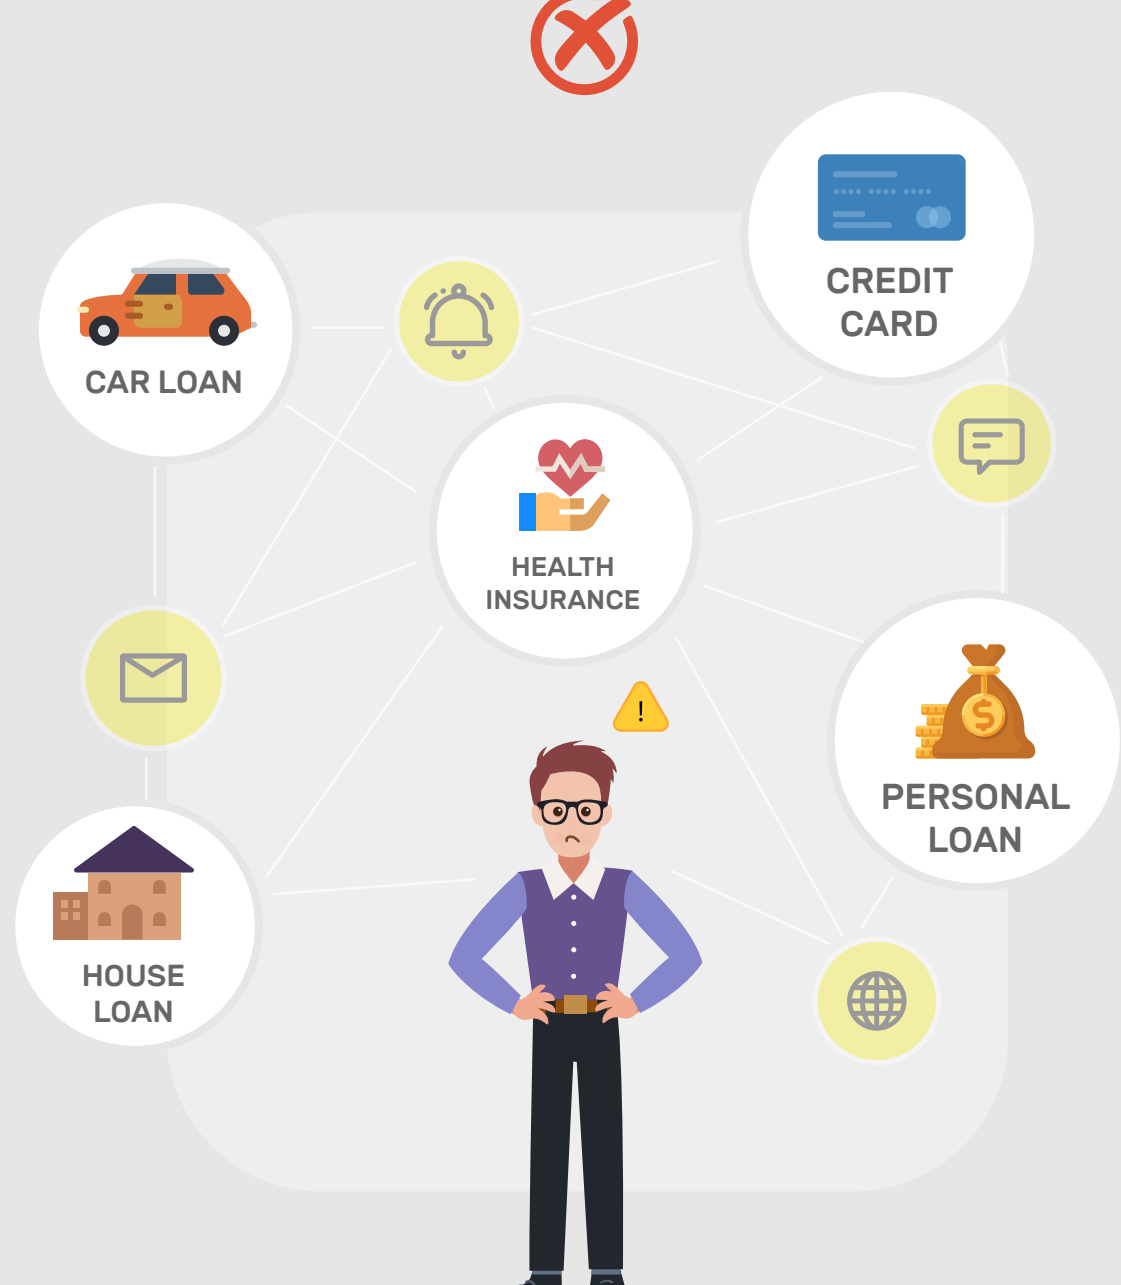 CREDIT
CARD
CAR LOAN
HEALTH
INSURANCE
!
$
PERSONAL
LOAN
HOUSE
LOAN